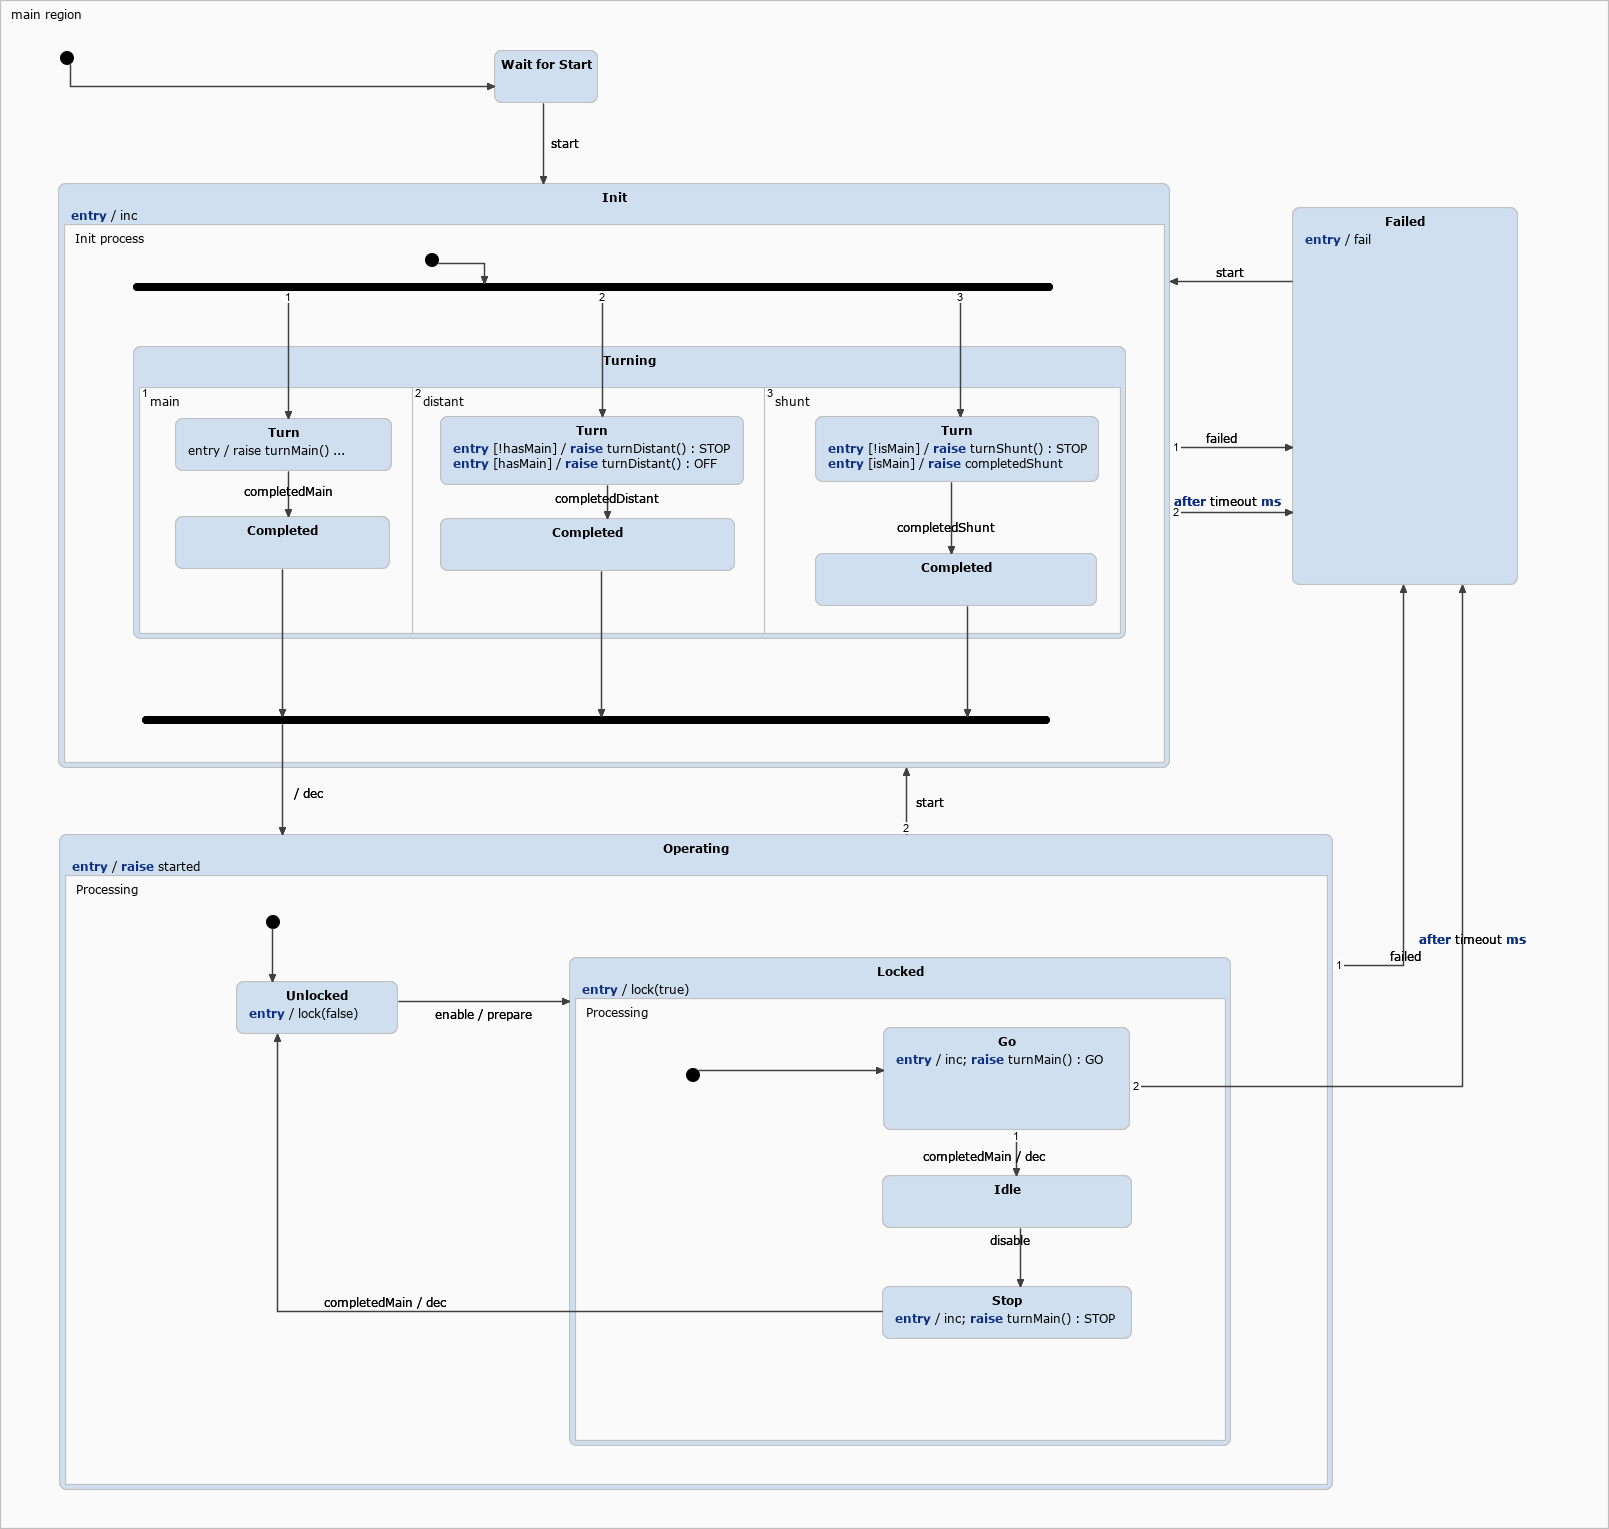 main region
Wait for Start
start
Init
entry / inc
Init process
1
2
3
Turning
1 main
2 distant
3 shunt
Turn
entry / raise turnMain() ...
completedMain
Completed
Turn
entry [!hasMain] / raise turnDistant() : STOP
entry [hasMain] / raise turnDistant() : OFF
completedDistant
Completed
Turn
entry [!isMain] / raise turnShunt() : STOP
entry [isMain] / raise completedShunt
completedShunt
Completed
Failed
entry / fail
start
1
failed
after timeout ms
2
/ dec
start
2
Operating
entry / raise started
Processing
Unlocked
entry / lock(false)
enable / prepare
Locked
entry / lock(true)
Processing
Go
entry / inc; raise turnMain() : GO
2
1
completedMain / dec
Idle
disable
Stop
entry / inc; raise turnMain() : STOP
completedMain / dec
after timeout ms
failed
1